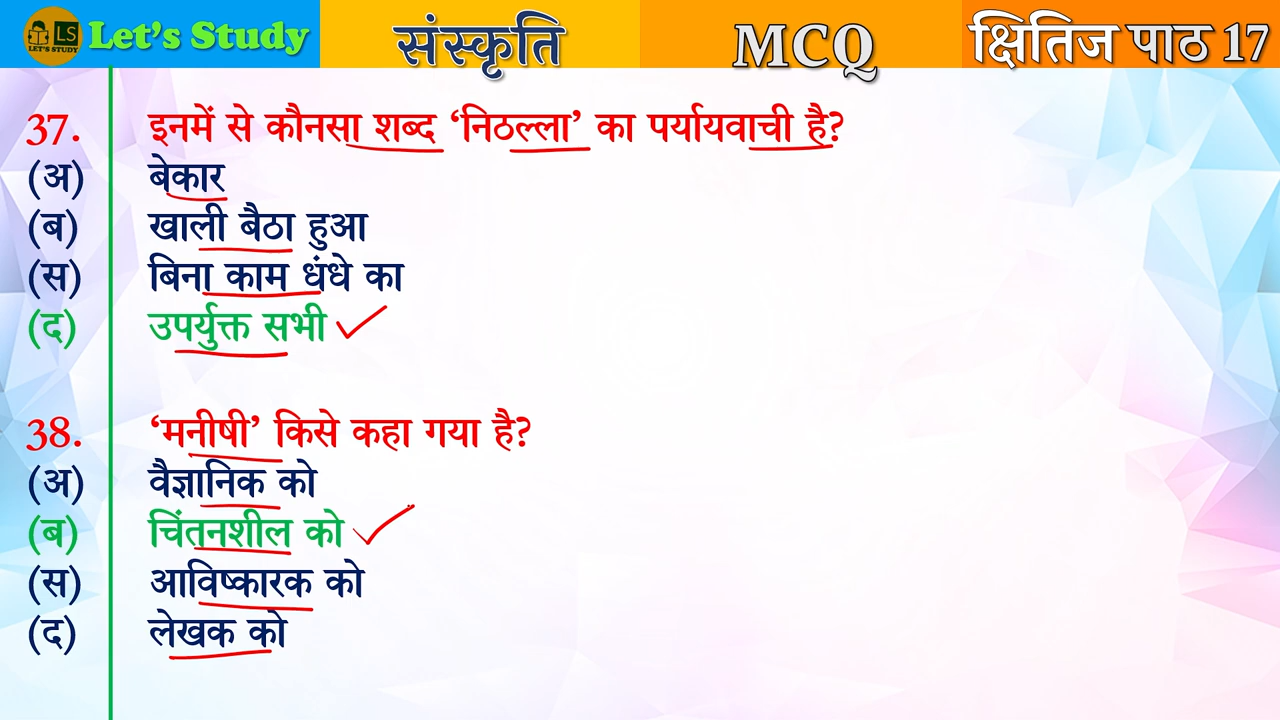 LS
LET'S STUDY
Let's Study संस्कृति MCQ क्षितिज पाठ 17
37. इनमें से कौनसा शब्द ‘निठल्ला’ का पर्यायवाची है?
(अ) बेकार
(ब) खाली बैठा हुआ
(स) बिना काम धंधे का
(द) उपर्युक्त सभी
38. ‘मनीषी’ किसे कहा गया है?
(अ) वैज्ञानिक को
(ब) चिंतनशील को
(स) आविष्कारक को
(द) लेखक को